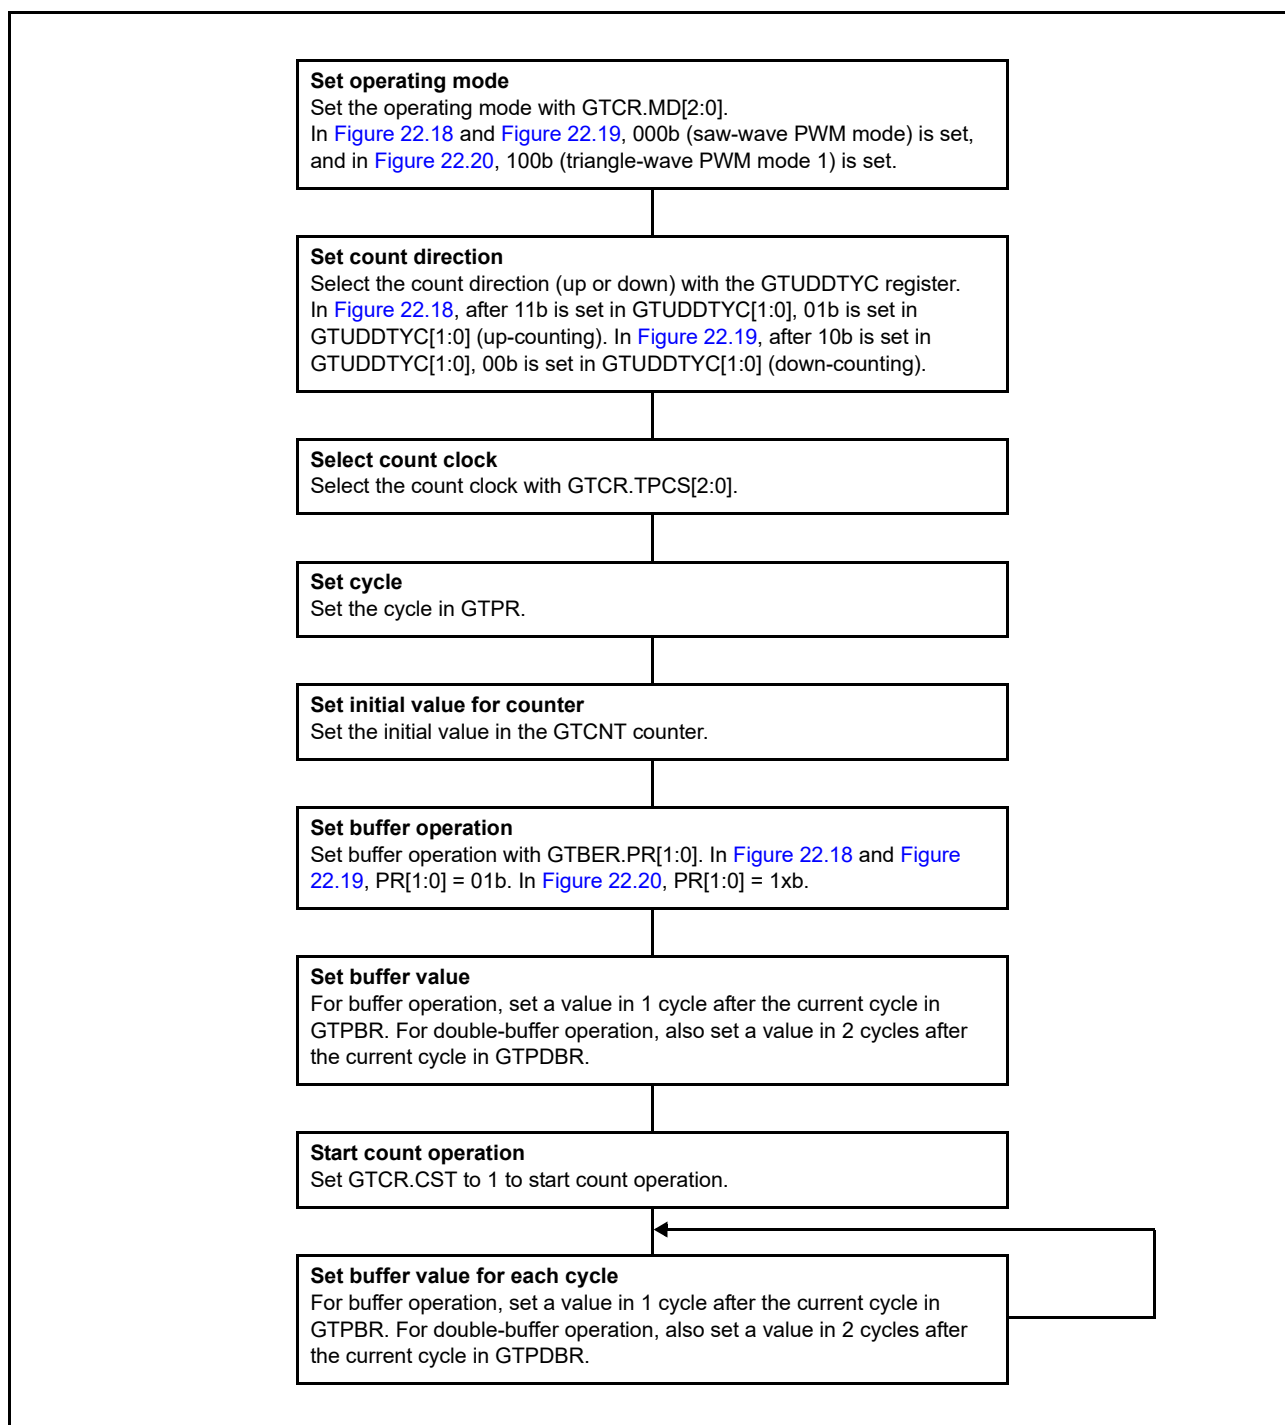 Set operating mode
Set the operating mode with GTCR.MD[2:0].
In Figure 22.18 and Figure 22.19, 000b (saw-wave PWM mode) is set,
and in Figure 22.20, 100b (triangle-wave PWM mode 1) is set.
Set count direction
Select the count direction (up or down) with the GTUDDTYC register.
In Figure 22.18, after 11b is set in GTUDDTYC[1:0], 01b is set in
GTUDDTYC[1:0] (up-counting). In Figure 22.19, after 10b is set in
GTUDDTYC[1:0], 00b is set in GTUDDTYC[1:0] (down-counting).
Select count clock
Select the count clock with GTCR.TPCS[2:0].
Set cycle
Set the cycle in GTPR.
Set initial value for counter
Set the initial value in the GTCNT counter.
Set buffer operation
Set buffer operation with GTBER.PR[1:0]. In Figure 22.18 and Figure
22.19, PR[1:0] = 01b. In Figure 22.20, PR[1:0] = 1xb.
Set buffer value
For buffer operation, set a value in 1 cycle after the current cycle in
GTPBR. For double-buffer operation, also set a value in 2 cycles after
the current cycle in GTPDBR.
Start count operation
Set GTCR.CST to 1 to start count operation.
Set buffer value for each cycle
For buffer operation, set a value in 1 cycle after the current cycle in
GTPBR. For double-buffer operation, also set a value in 2 cycles after
the current cycle in GTPDBR.